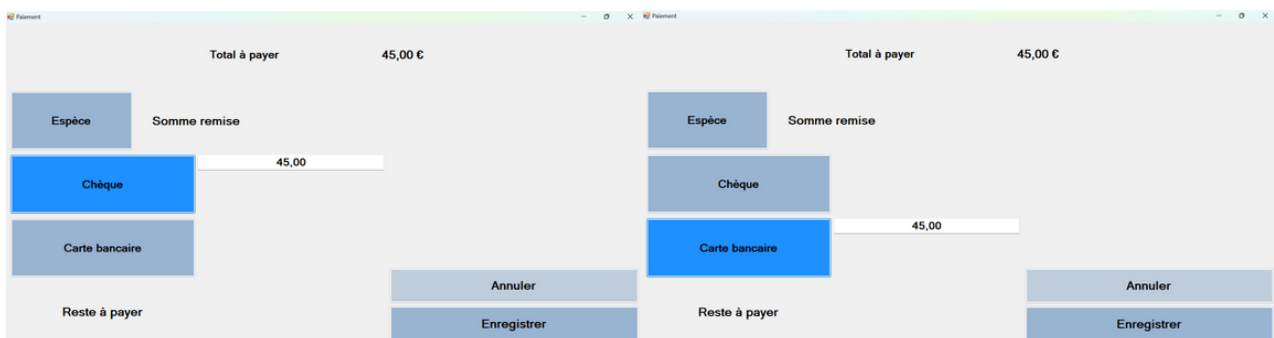 Paiement
Total à payer 45,00 €
Espèce Somme remise
45,00
Chèque
Carte bancaire
Annuler
Reste à payer
Enregistrer
Paiement
Total à payer 45,00 €
Espèce Somme remise
Chèque
45,00
Carte bancaire
Annuler
Reste à payer
Enregistrer